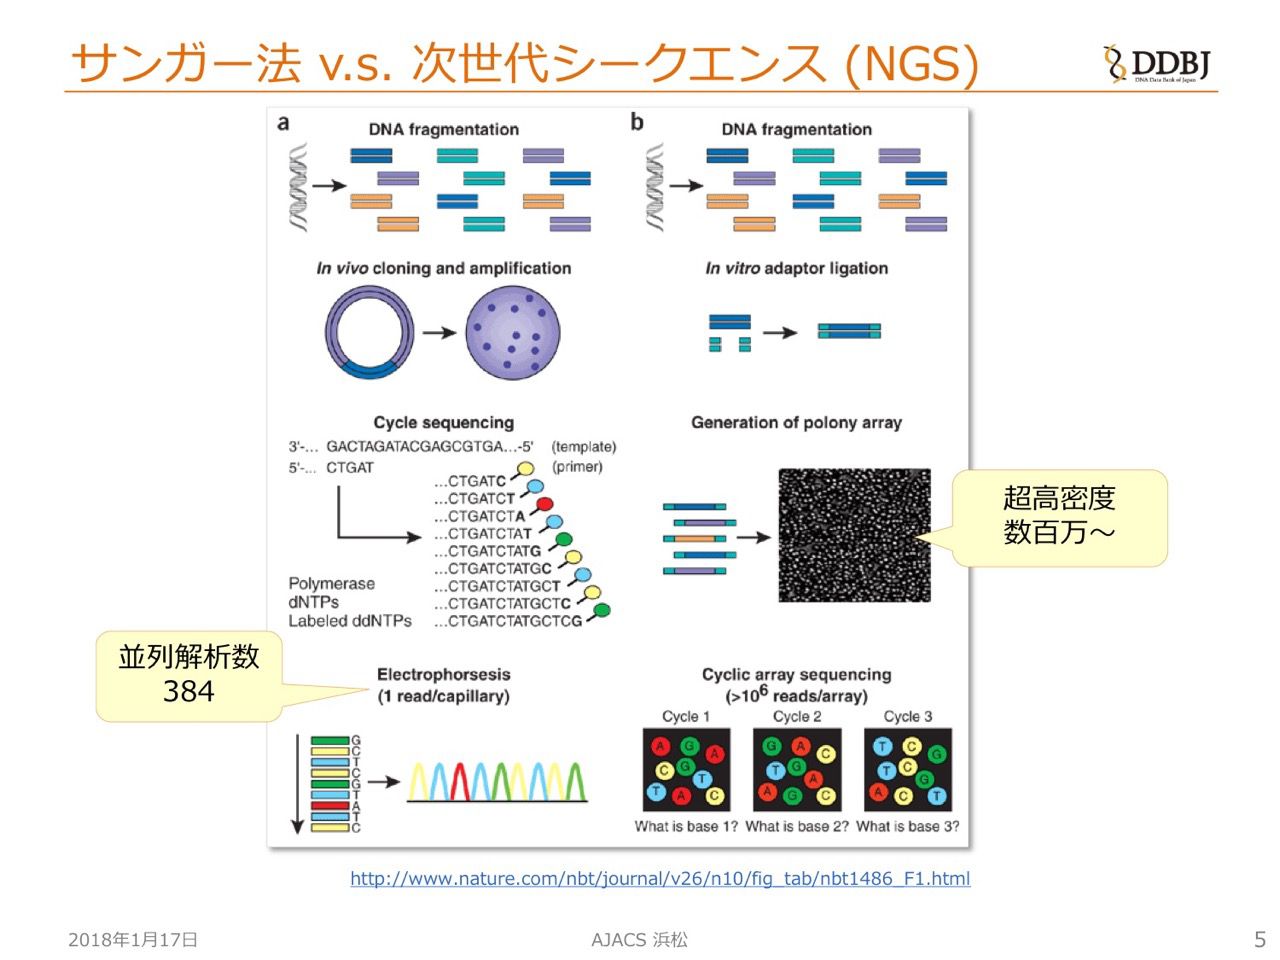 サンガー法 v.s. 次世代シークエンス (NGS)
DDBJ
DNA Data Bank of Japan
a
DNA fragmentation
In vivo cloning and amplification
Cycle sequencing
3'-... GACTAGATACGAGCGTGA...-5' (template)
5'-... CTGAT (primer)
...CTGATC
...CTGATCT
...CTGATCTA
...CTGATCTAT
...CTGATCTATG
...CTGATCTATGC
...CTGATCTATGCT
...CTGATCTATGCTC
...CTGATCTATGCTCG
Polymerase
dNTPs
Labeled ddNTPs
並列解析数
384
Electrophorsesis
(1 read/capillary)
G
C
T
C
G
T
A
T
C
b
DNA fragmentation
In vitro adaptor ligation
Generation of polony array
超高密度
数百万～
Cyclic array sequencing
(>10⁶ reads/array)
Cycle 1
Cycle 2
Cycle 3
A G A
C G T
T A C
G A C
T G A
A G C
T C G
T C G
A C T
What is base 1?
What is base 2?
What is base 3?
http://www.nature.com/nbt/journal/v26/n10/fig_tab/nbt1486_F1.html
2018年1月17日
AJACS 浜松
5